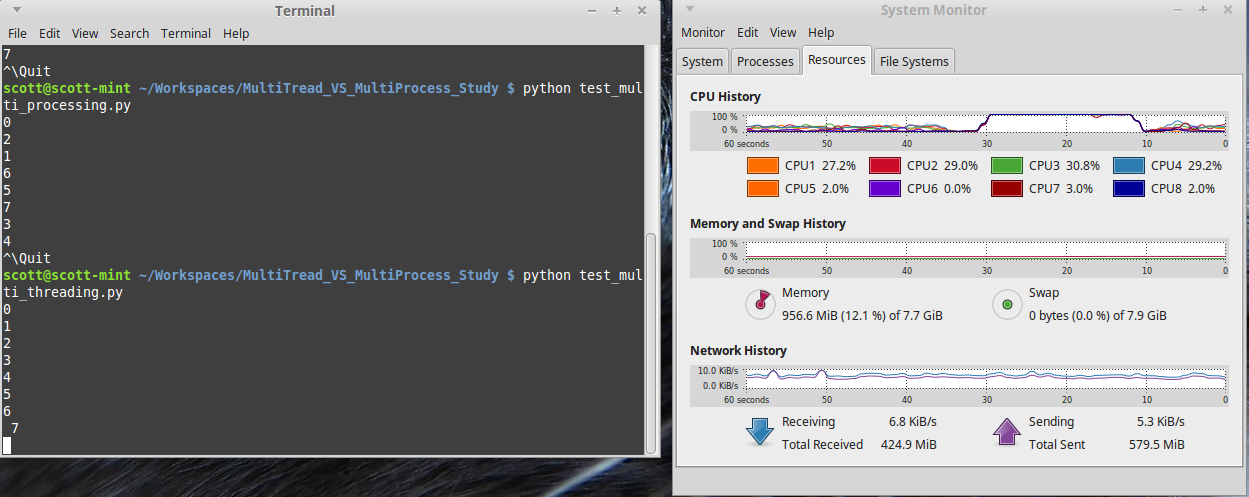 Terminal
File Edit View Search Terminal Help
7
^\Quit
scott@scott-mint ~/Workspaces/MultiTread_VS_MultiProcess_Study $ python test_mul
ti_processing.py
0
2
1
6
5
7
3
4
^\Quit
scott@scott-mint ~/Workspaces/MultiTread_VS_MultiProcess_Study $ python test_mul
ti_threading.py
0
1
2
3
4
5
6
7
System Monitor
Monitor Edit View Help
System Processes Resources File Systems
CPU History
100 %
0 %
60 seconds 50 40 30 20 10 0
CPU1 27.2% CPU2 29.0% CPU3 30.8% CPU4 29.2%
CPU5 2.0% CPU6 0.0% CPU7 3.0% CPU8 2.0%
Memory and Swap History
100 %
0 %
60 seconds 50 40 30 20 10 0
Memory Swap
956.6 MiB (12.1 %) of 7.7 GiB 0 bytes (0.0 %) of 7.9 GiB
Network History
10.0 KiB/s
0.0 KiB/s
60 seconds 50 40 30 20 10 0
Receiving 6.8 KiB/s Sending 5.3 KiB/s
Total Received 424.9 MiB Total Sent 579.5 MiB